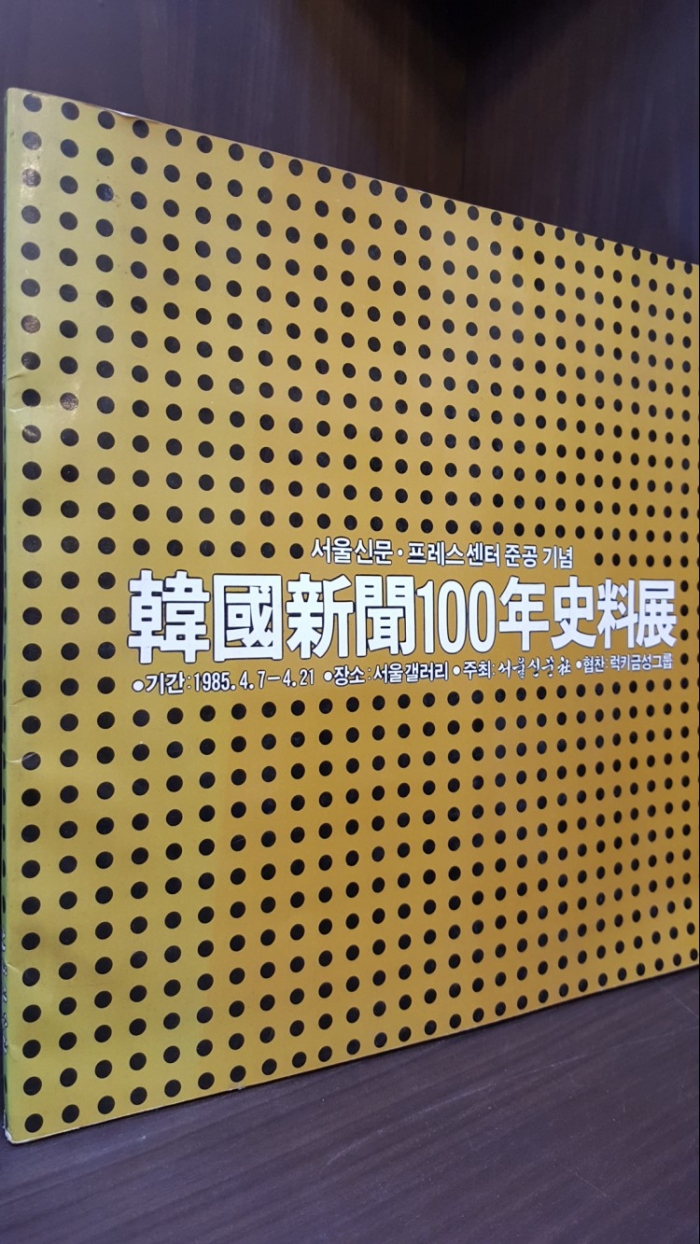 서울신문·프레스센터 준공 기념
韓國新聞100年史料展
●기간:1985.4.7－4.21 ●장소:서울갤러리 ●주최:서울신문社 ●협찬:럭키금성그룹